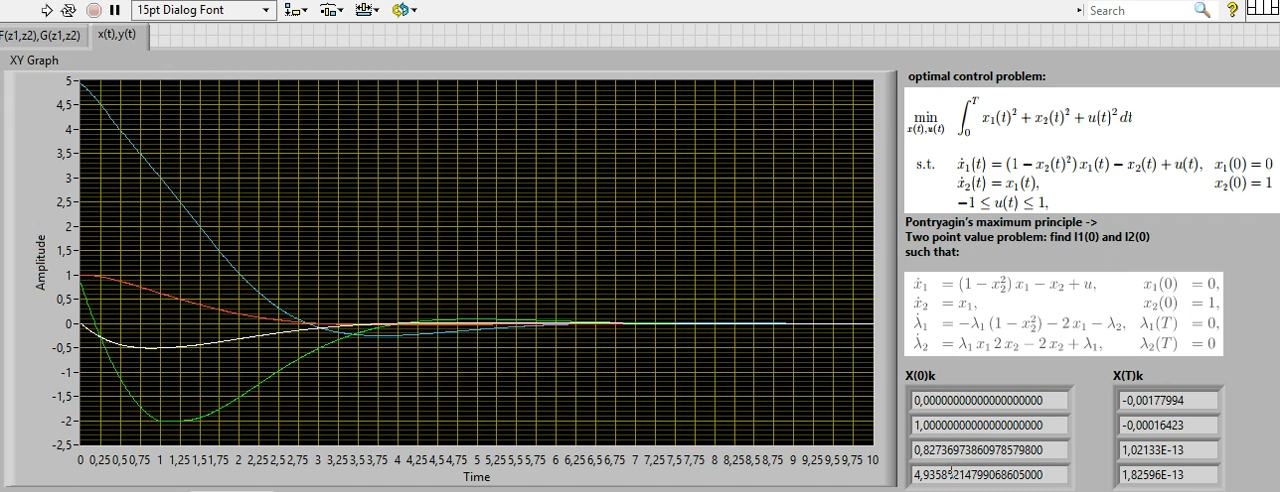 15pt Dialog Font
Search
F(z1,z2),G(z1,z2)
x(t),y(t)
XY Graph
Amplitude
5
4,5
4
3,5
3
2,5
2
1,5
1
0,5
0
-0,5
-1
-1,5
-2
-2,5
0 0,25 0,5 0,75 1 1,25 1,5 1,75 2 2,25 2,5 2,75 3 3,25 3,5 3,75 4 4,25 4,5 4,75 5 5,25 5,5 5,75 6 6,25 6,5 6,75 7 7,25 7,5 7,75 8 8,25 8,5 8,75 9 9,25 9,5 9,75 10
Time
optimal control problem:
min x(t),u(t) ∫₀ᵀ x₁(t)² + x₂(t)² + u(t)² dt
s.t. ẋ₁(t) = (1 − x₂(t)²) x₁(t) − x₂(t) + u(t), x₁(0) = 0
ẋ₂(t) = x₁(t), x₂(0) = 1
−1 ≤ u(t) ≤ 1,
Pontryagin's maximum principle ->
Two point value problem: find l1(0) and l2(0)
such that:
ẋ₁ = (1 − x₂²) x₁ − x₂ + u, x₁(0) = 0,
ẋ₂ = x₁, x₂(0) = 1,
λ̇₁ = −λ₁ (1 − x₂²) − 2 x₁ − λ₂, λ₁(T) = 0,
λ̇₂ = λ₁ x₁ 2 x₂ − 2 x₂ + λ₁, λ₂(T) = 0
X(0)k
0,00000000000000000000
1,0000000000000000000
0,82736973860978579800
X(T)k
-0,00177994
-0,00016423
1,02133E-13
1,82596E-13